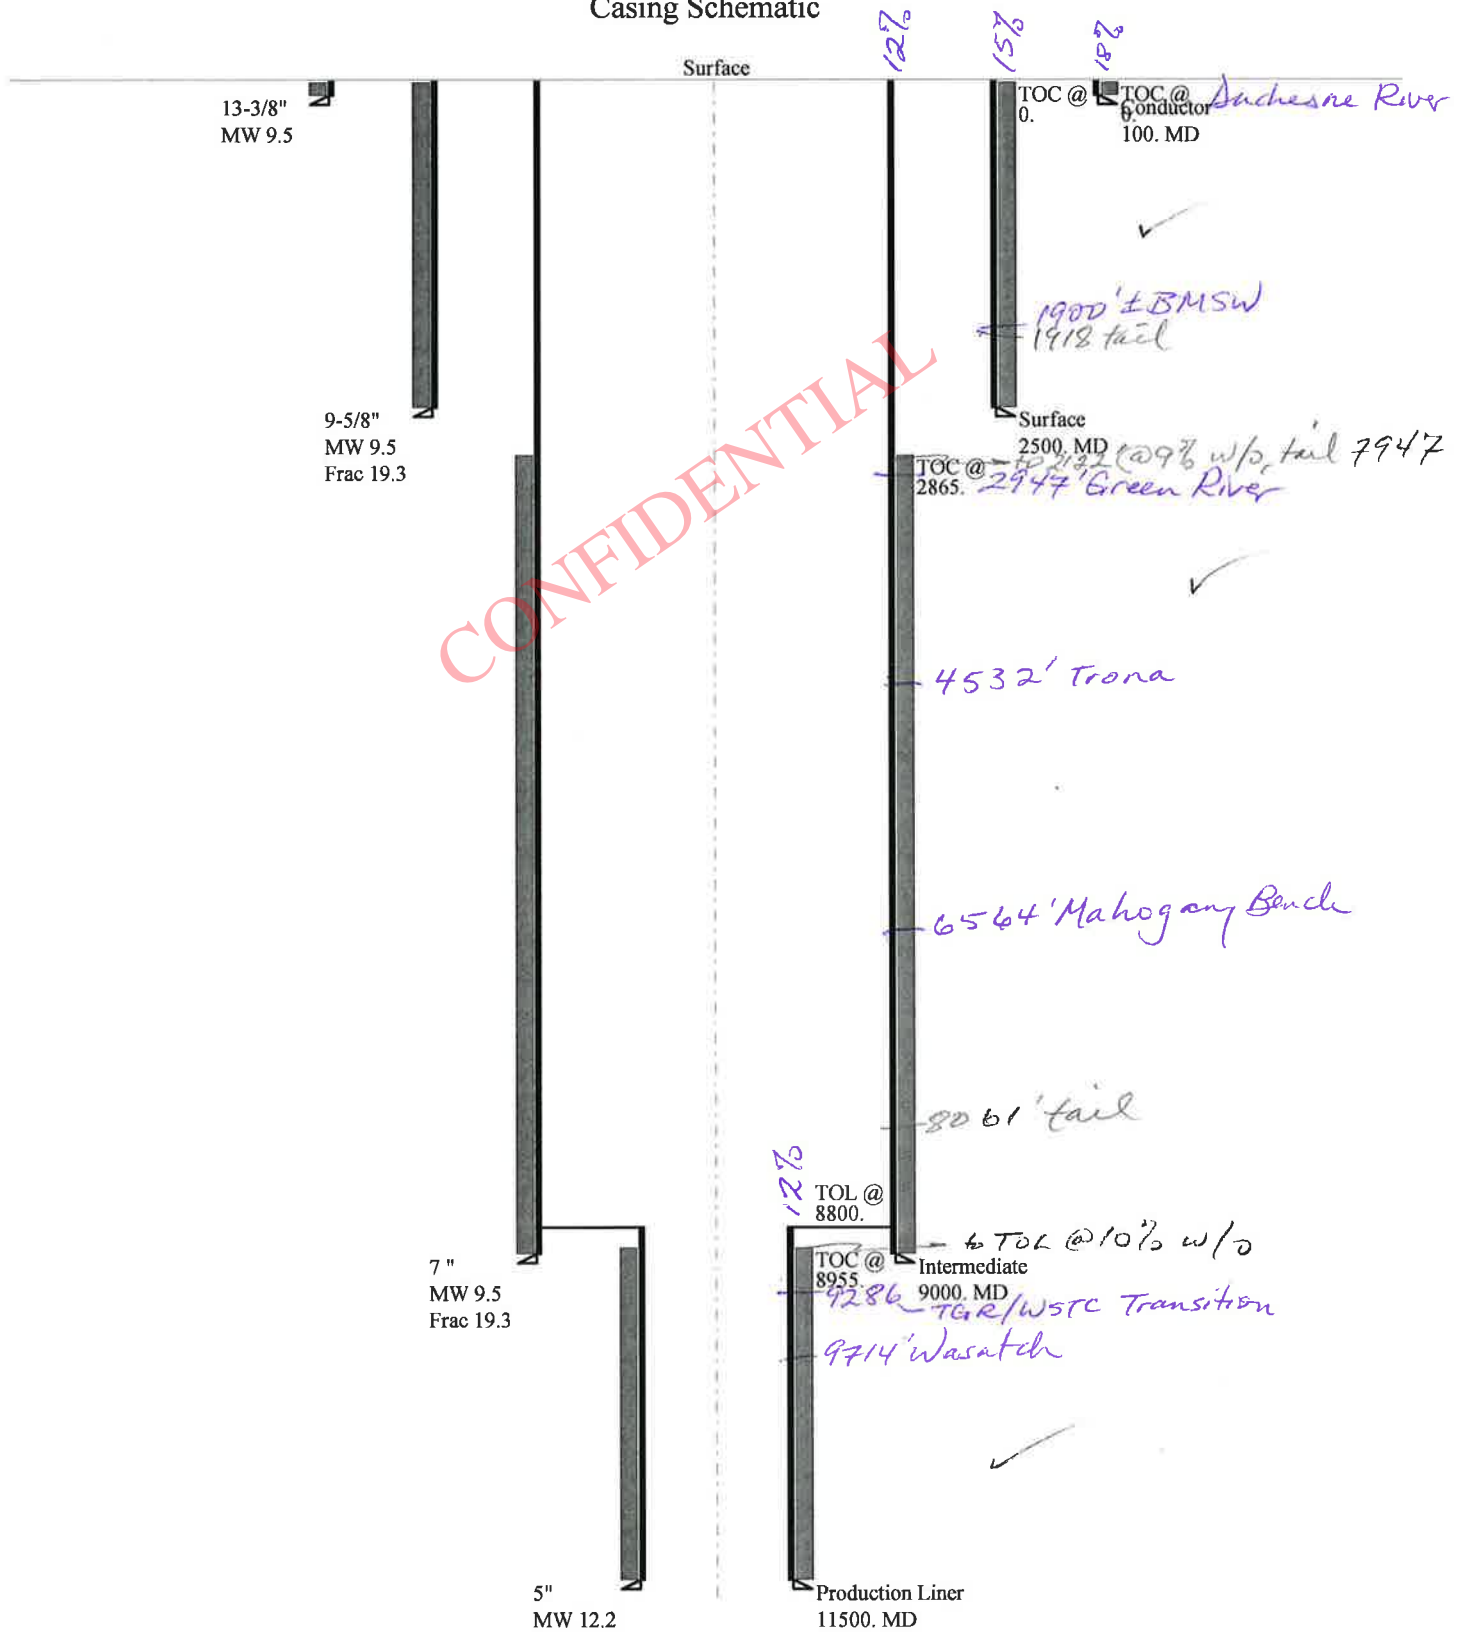 Casing Schematic
12%
15%
18%
Surface
13-3/8"
MW 9.5
TOC @
0.
TOC @
0.
Conductor
100. MD
Duchesne River
1900' ± BMSW
1918 tail
9-5/8"
MW 9.5
Frac 19.3
Surface
2500. MD
TOC @
2865.
to 2122 @ 9% w/o, tail 7947
2947' Green River
CONFIDENTIAL
4532' Trona
6564' Mahogany Bench
8061' tail
12%
TOL @
8800.
to TOL @ 10% w/o
7 "
MW 9.5
Frac 19.3
TOC @
8955.
Intermediate
9000. MD
9286 TGR/WSTC Transition
9714' Wasatch
5"
MW 12.2
Production Liner
11500. MD